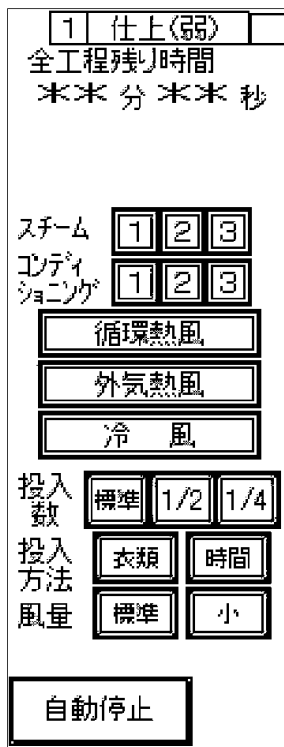 1 仕上(弱)
全工程残り時間
** 分 ** 秒
スチーム 1 2 3
コンディショニング 1 2 3
循環熱風
外気熱風
冷 風
投入数 標準 1/2 1/4
投入方法 衣類 時間
風量 標準 小
自動停止